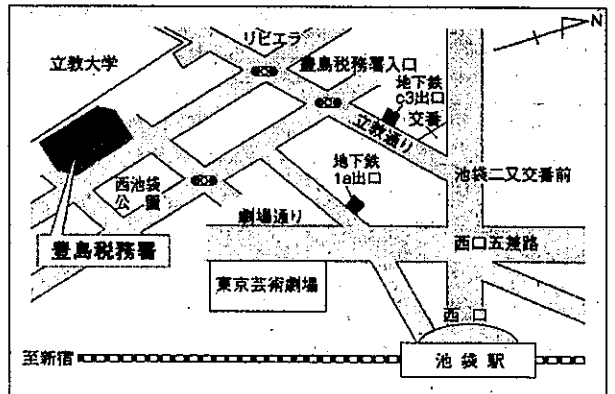 N
リビエラ
立教大学
豊島税務署入口
地下鉄
c3出口
交番
立教通り
地下鉄
1a出口
池袋二又交番前
西池袋
公園
劇場通り
豊島税務署
西口五差路
東京芸術劇場
西口
至新宿
池袋駅